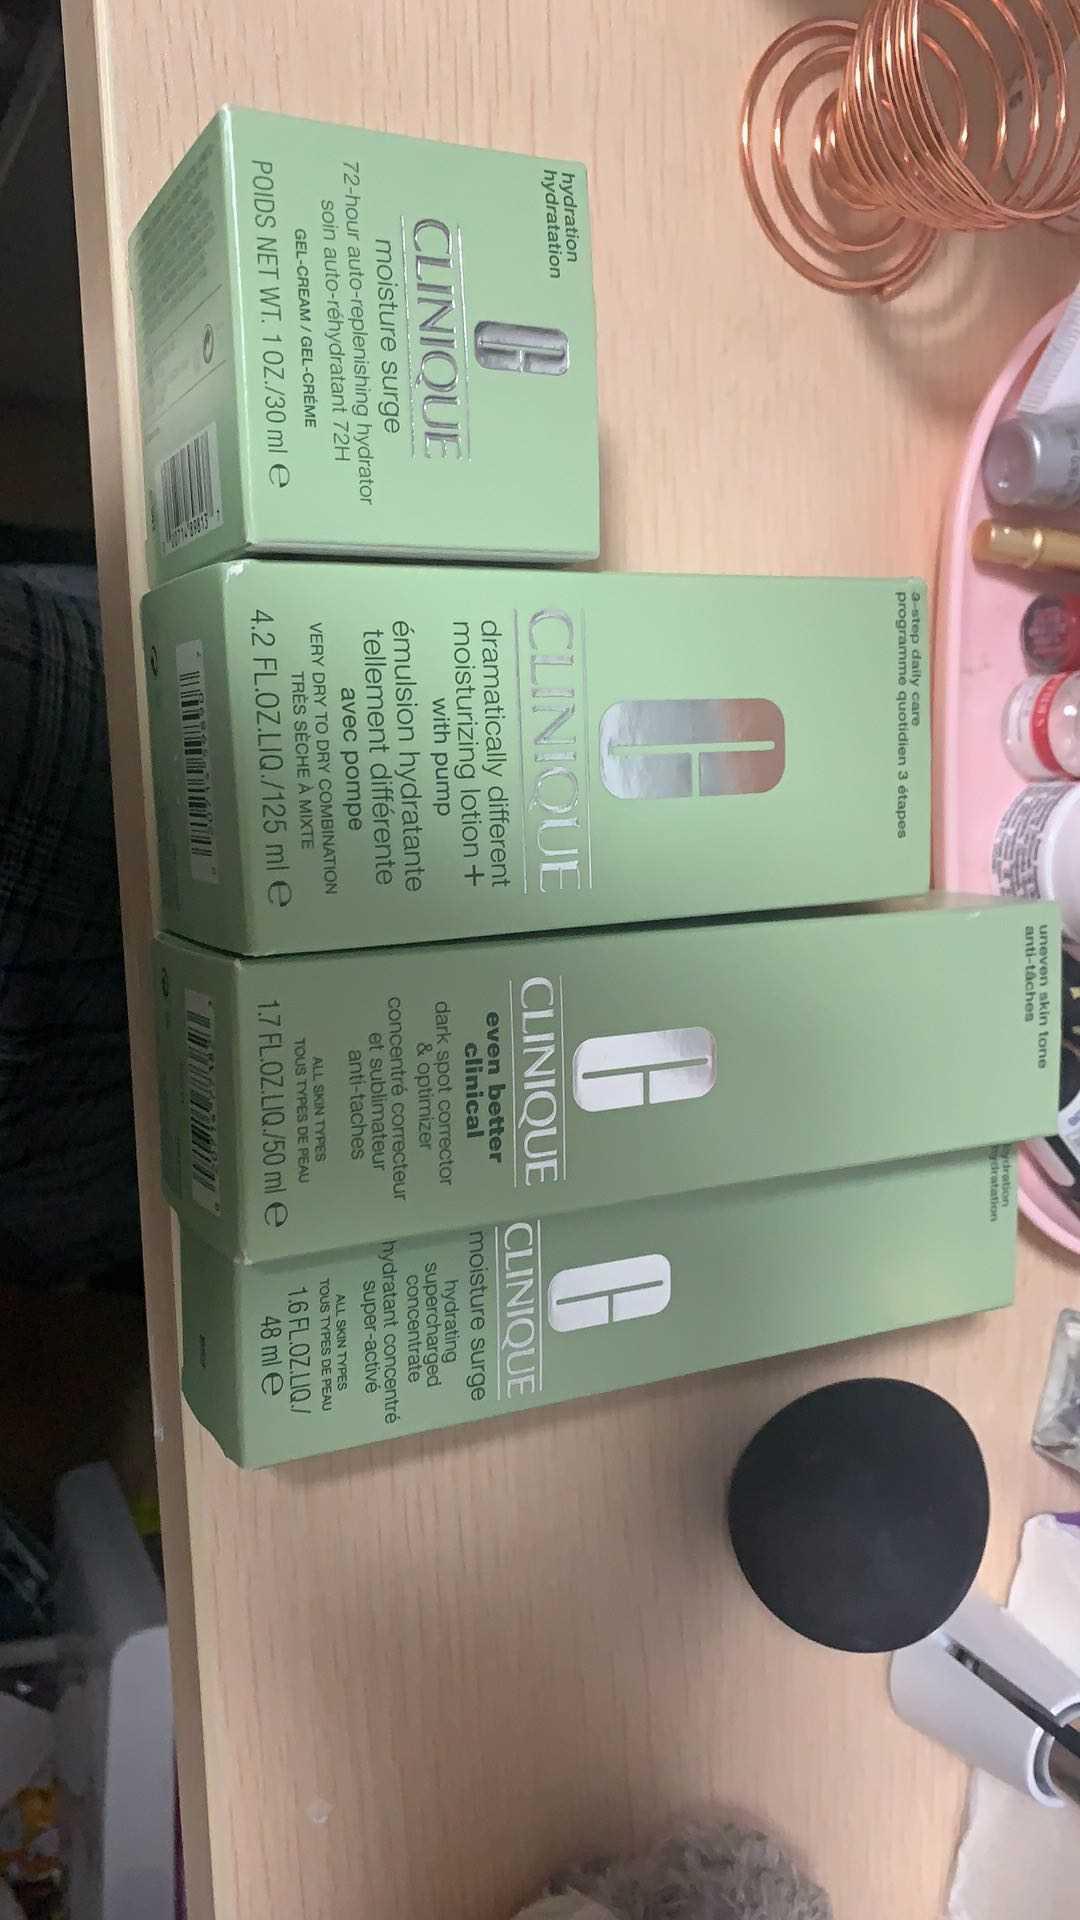 hydration
hydratation
CLINIQUE
moisture surge
72-hour auto-replenishing hydrator
soin auto-réhydratant 72H
GEL-CREAM / GEL-CRÈME
POIDS NET WT. 1 OZ./30 ml e
3-step daily care
programme quotidien 3 étapes
CLINIQUE
dramatically different
moisturizing lotion+
with pump
émulsion hydratante
tellement différente
avec pompe
VERY DRY TO DRY COMBINATION
TRÈS SÈCHE À MIXTE
4.2 FL.OZ.LIQ./125 ml e
uneven skin tone
anti-tâches
CLINIQUE
even better
clinical
dark spot corrector
& optimizer
concentré correcteur
et sublimateur
anti-taches
ALL SKIN TYPES
TOUS TYPES DE PEAU
1.7 FL.OZ.LIQ./50 ml e
ydration
ydratation
CLINIQUE
moisture surge
hydrating
supercharged
concentrate
hydratant concentré
super-activé
ALL SKIN TYPES
TOUS TYPES DE PEAU
1.6 FL.OZ.LIQ./
48 ml e